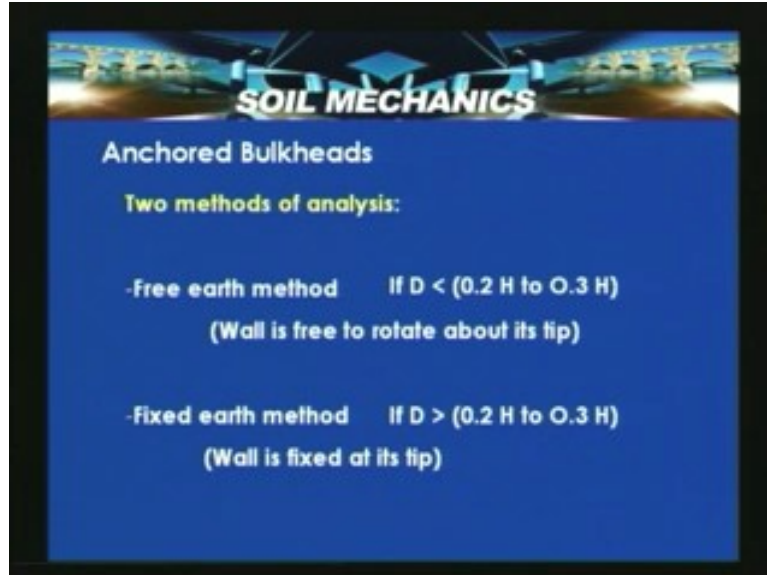 SOIL MECHANICS
Anchored Bulkheads
Two methods of analysis:
-Free earth method If D < (0.2 H to O.3 H)
(Wall is free to rotate about its tip)
-Fixed earth method If D > (0.2 H to O.3 H)
(Wall is fixed at its tip)